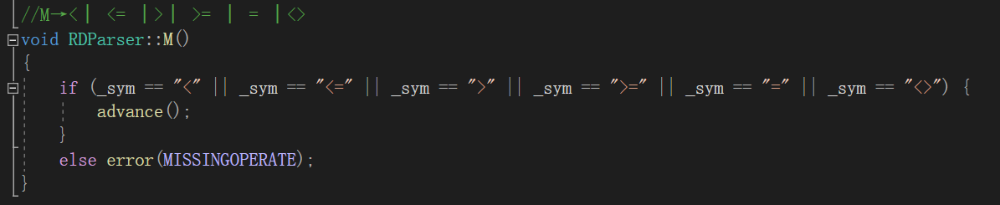 //M→<| <= |>| >= | = |<>
void RDParser::M()
{
if (_sym == "<" || _sym == "<=" || _sym == ">" || _sym == ">=" || _sym == "=" || _sym == "<>") {
advance();
}
else error(MISSINGOPERATE);
}